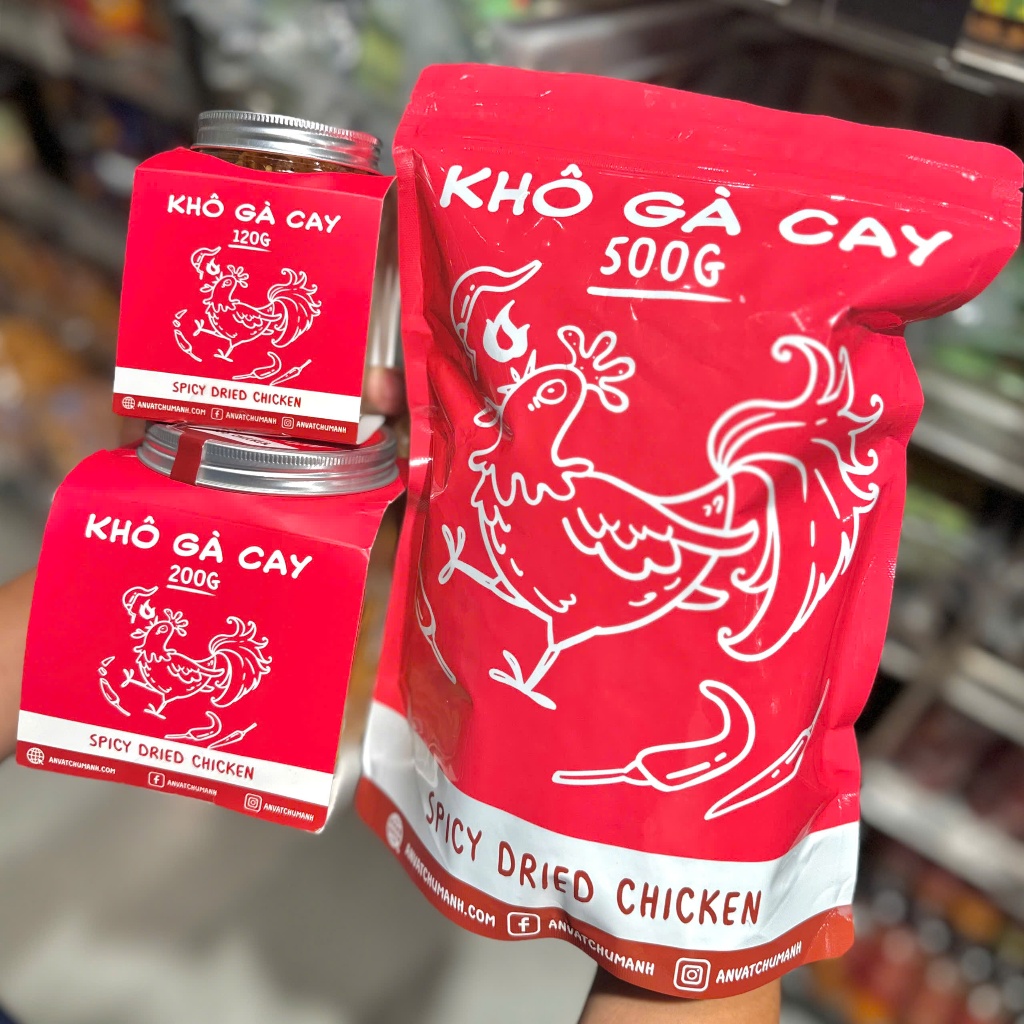 KHÔ GÀ CAY
120G
SPICY DRIED CHICKEN
ANVATCHUMANH.COM ANVATCHUMANH ANVATCHUMANH
KHÔ GÀ CAY
200G
SPICY DRIED CHICKEN
ANVATCHUMANH.COM ANVATCHUMANH ANVATCHUMANH
KHÔ GÀ CAY
500G
SPICY DRIED CHICKEN
ANVATCHUMANH.COM ANVATCHUMANH ANVATCHUMANH